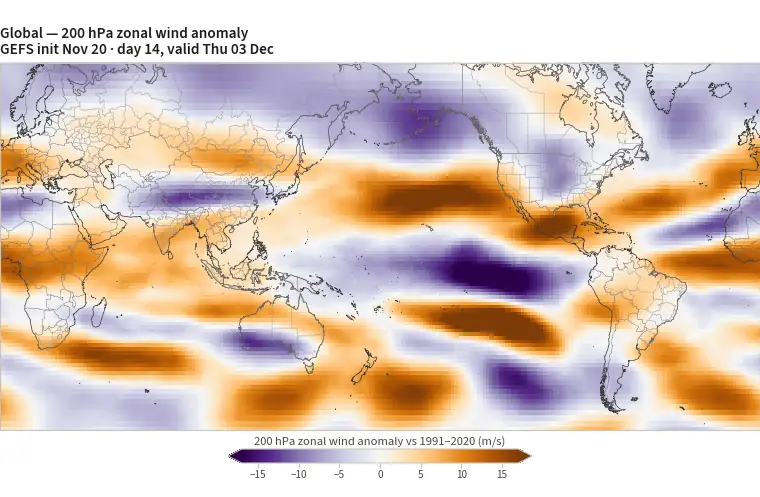 Global — 200 hPa zonal wind anomaly
GEFS init Nov 20 · day 14, valid Thu 03 Dec
200 hPa zonal wind anomaly vs 1991–2020 (m/s)
−15 −10 −5 0 5 10 15